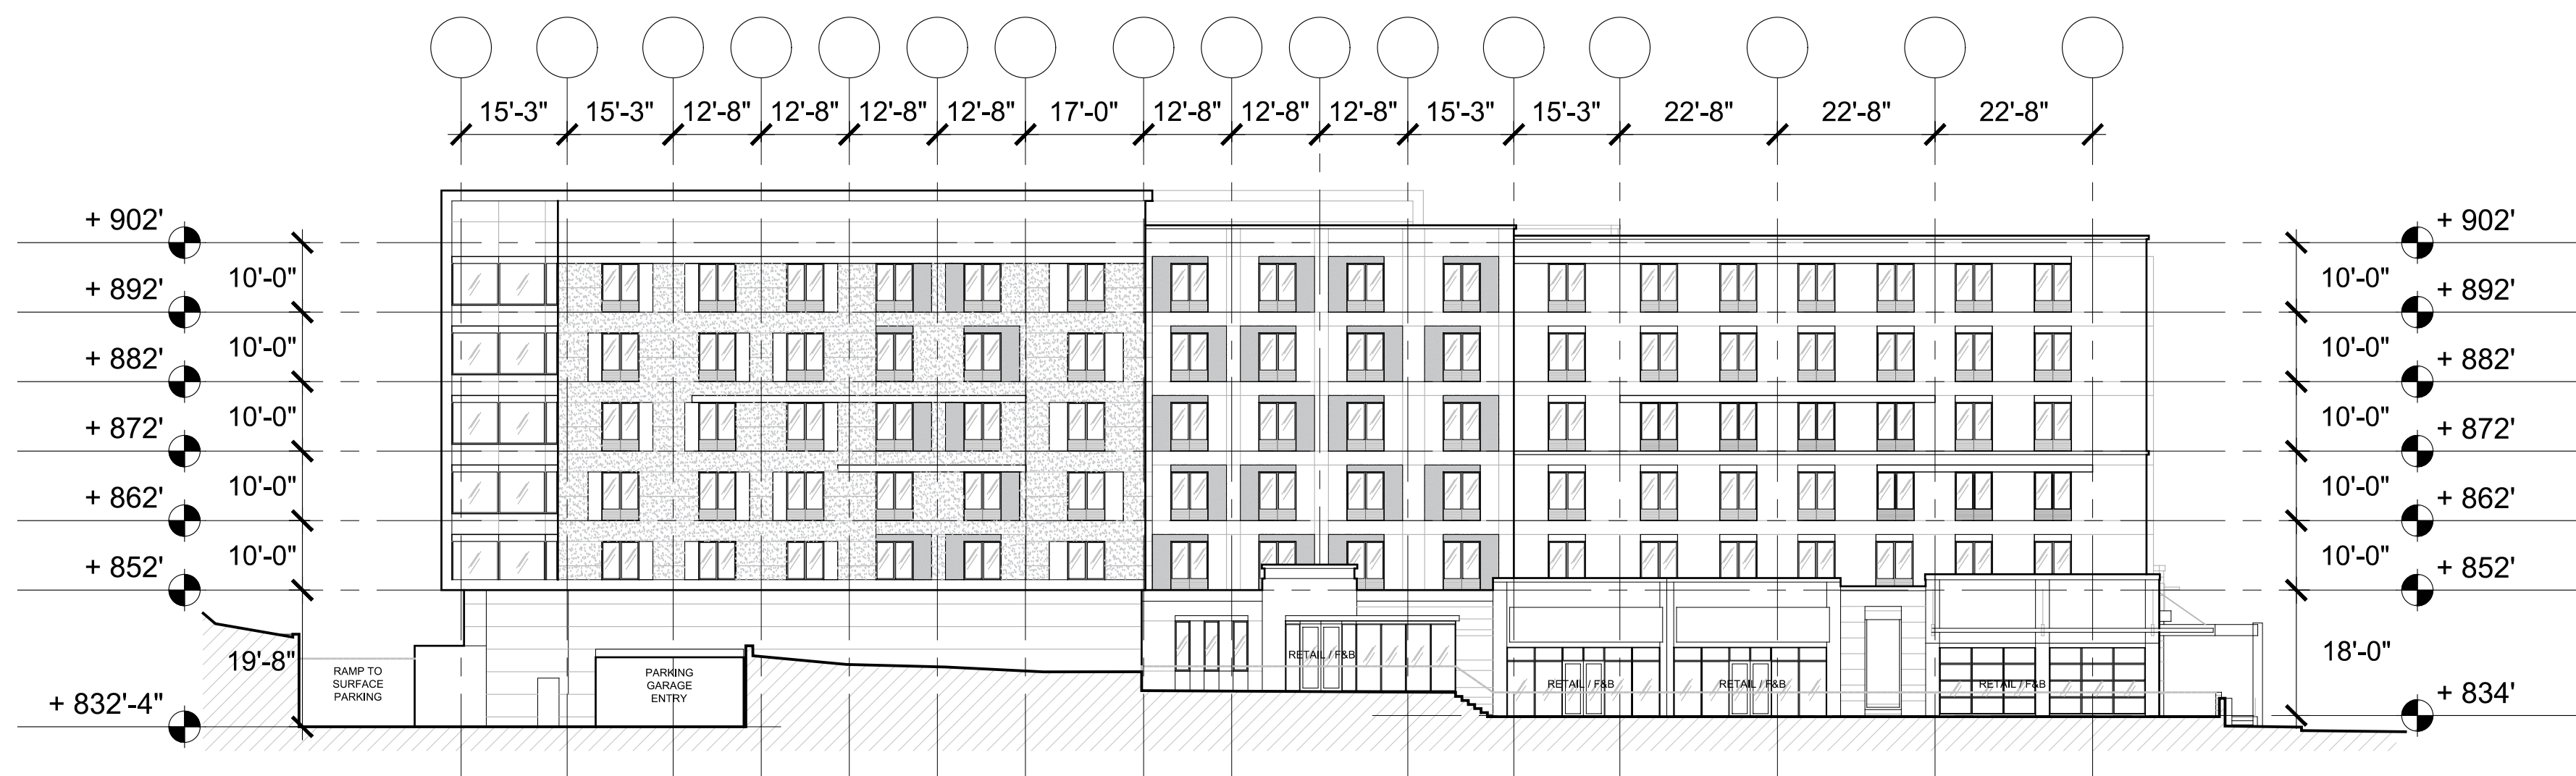 15'-3" 15'-3" 12'-8" 12'-8" 12'-8" 12'-8" 17'-0" 12'-8" 12'-8" 12'-8" 15'-3" 15'-3" 22'-8" 22'-8" 22'-8"
+ 902'
+ 892'
+ 882'
+ 872'
+ 862'
+ 852'
+ 832'-4"
10'-0"
10'-0"
10'-0"
10'-0"
10'-0"
19'-8"
RAMP TO
SURFACE
PARKING
PARKING
GARAGE
ENTRY
RETAIL / F&B
RETAIL / F&B
RETAIL / F&B
RETAIL / F&B
10'-0"
10'-0"
10'-0"
10'-0"
10'-0"
18'-0"
+ 902'
+ 892'
+ 882'
+ 872'
+ 862'
+ 852'
+ 834'